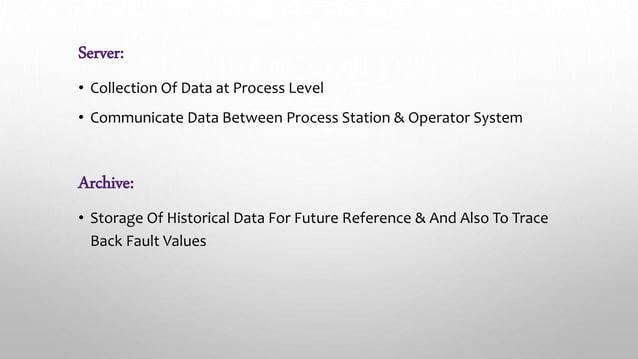 Server:
• Collection Of Data at Process Level
• Communicate Data Between Process Station & Operator System
Archive:
• Storage Of Historical Data For Future Reference & And Also To Trace
Back Fault Values